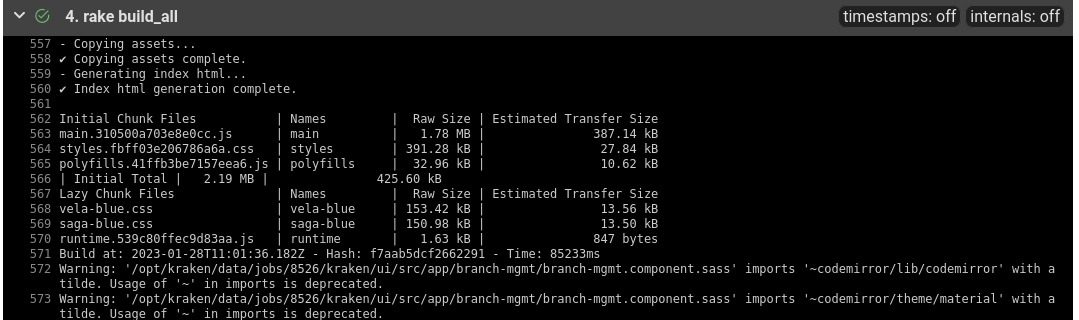 4. rake build_all
timestamps: off
internals: off
557 - Copying assets...
558 ✔ Copying assets complete.
559 - Generating index html...
560 ✔ Index html generation complete.
561
562 Initial Chunk Files           | Names         |  Raw Size | Estimated Transfer Size
563 main.310500a703e8e0cc.js      | main          |   1.78 MB |               387.14 kB
564 styles.fbff03e206786a6a.css   | styles        | 391.28 kB |                27.84 kB
565 polyfills.41ffb3be7157eea6.js | polyfills     |  32.96 kB |                10.62 kB
566 | Initial Total |   2.19 MB |               425.60 kB
567 Lazy Chunk Files              | Names         |  Raw Size | Estimated Transfer Size
568 vela-blue.css                 | vela-blue     | 153.42 kB |                13.56 kB
569 saga-blue.css                 | saga-blue     | 150.98 kB |                13.50 kB
570 runtime.539c80ffec9d83aa.js   | runtime       |   1.63 kB |               847 bytes
571 Build at: 2023-01-28T11:01:36.182Z - Hash: f7aab5dcf2662291 - Time: 85233ms
572 Warning: '/opt/kraken/data/jobs/8526/kraken/ui/src/app/branch-mgmt/branch-mgmt.component.sass' imports '~codemirror/lib/codemirror' with a
tilde. Usage of '~' in imports is deprecated.
573 Warning: '/opt/kraken/data/jobs/8526/kraken/ui/src/app/branch-mgmt/branch-mgmt.component.sass' imports '~codemirror/theme/material' with a
tilde. Usage of '~' in imports is deprecated.